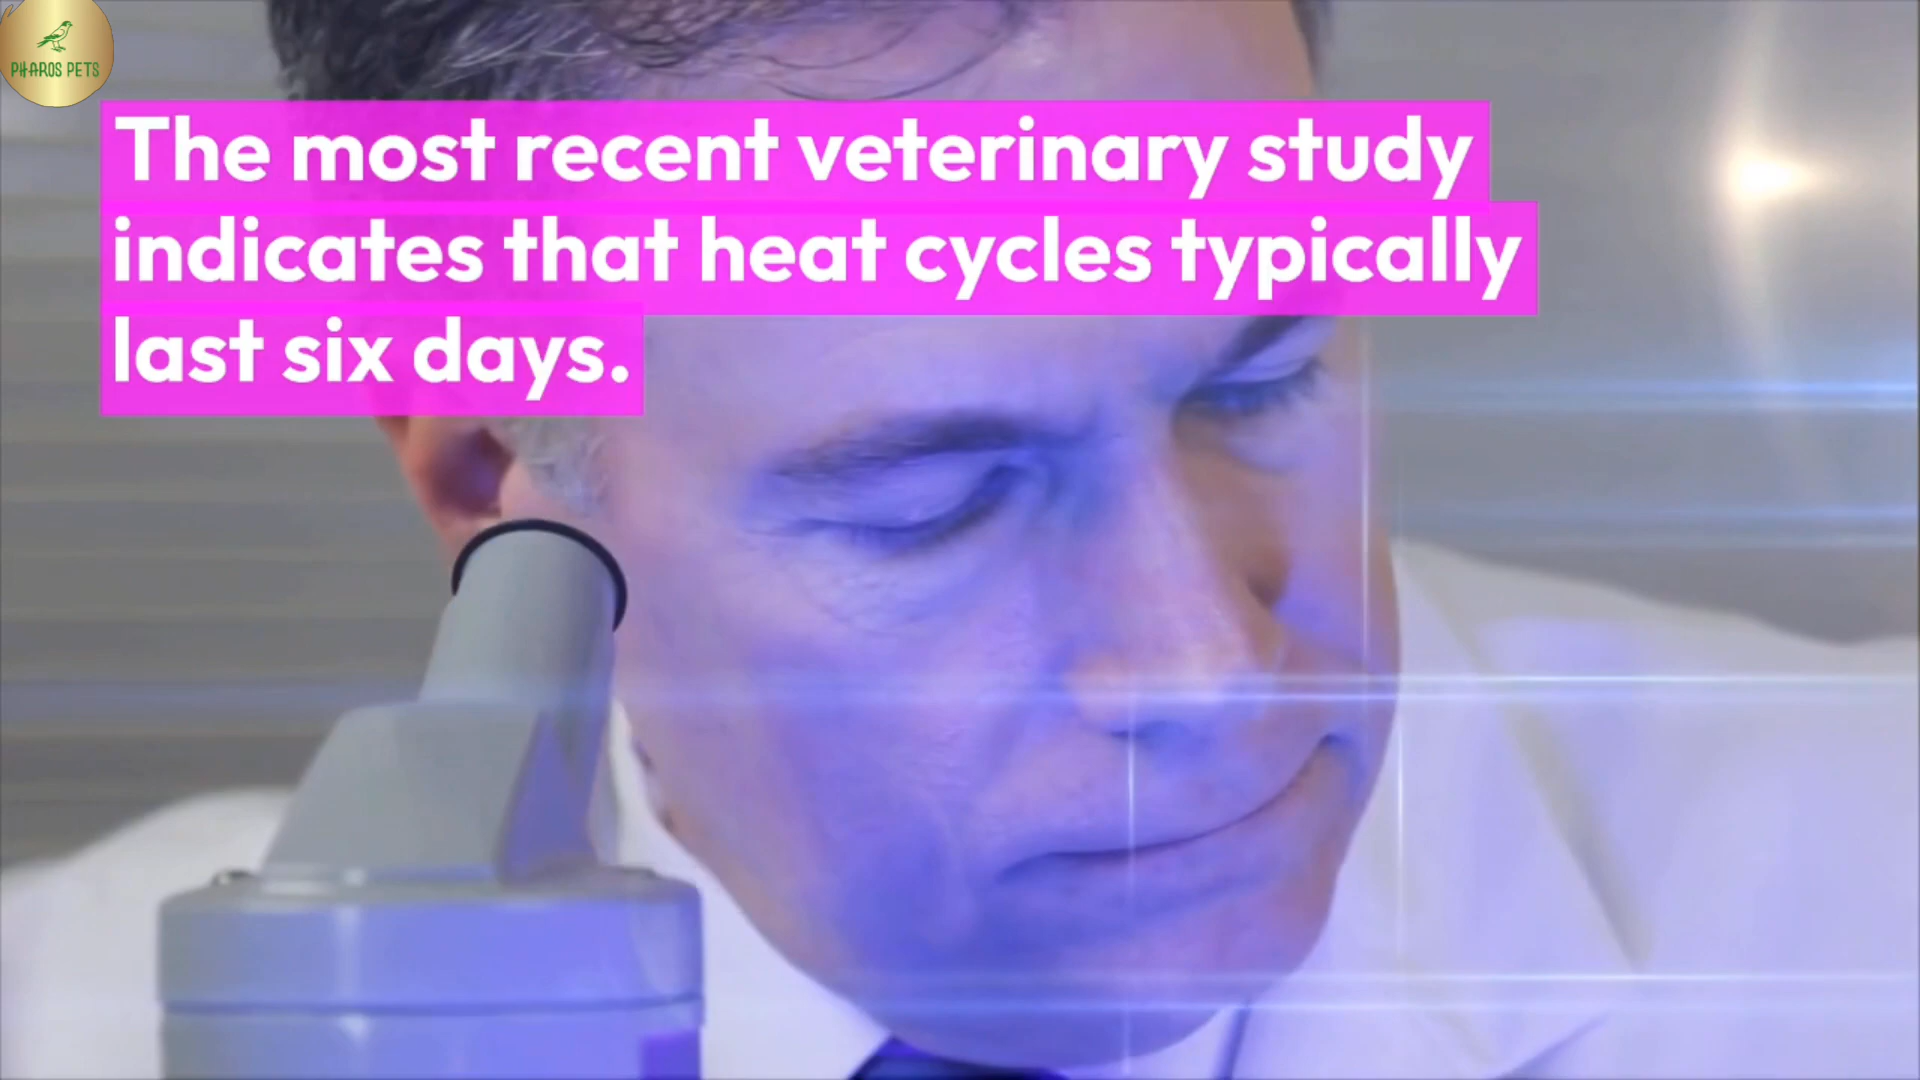 PHAROS PETS
The most recent veterinary study
indicates that heat cycles typically
last six days.